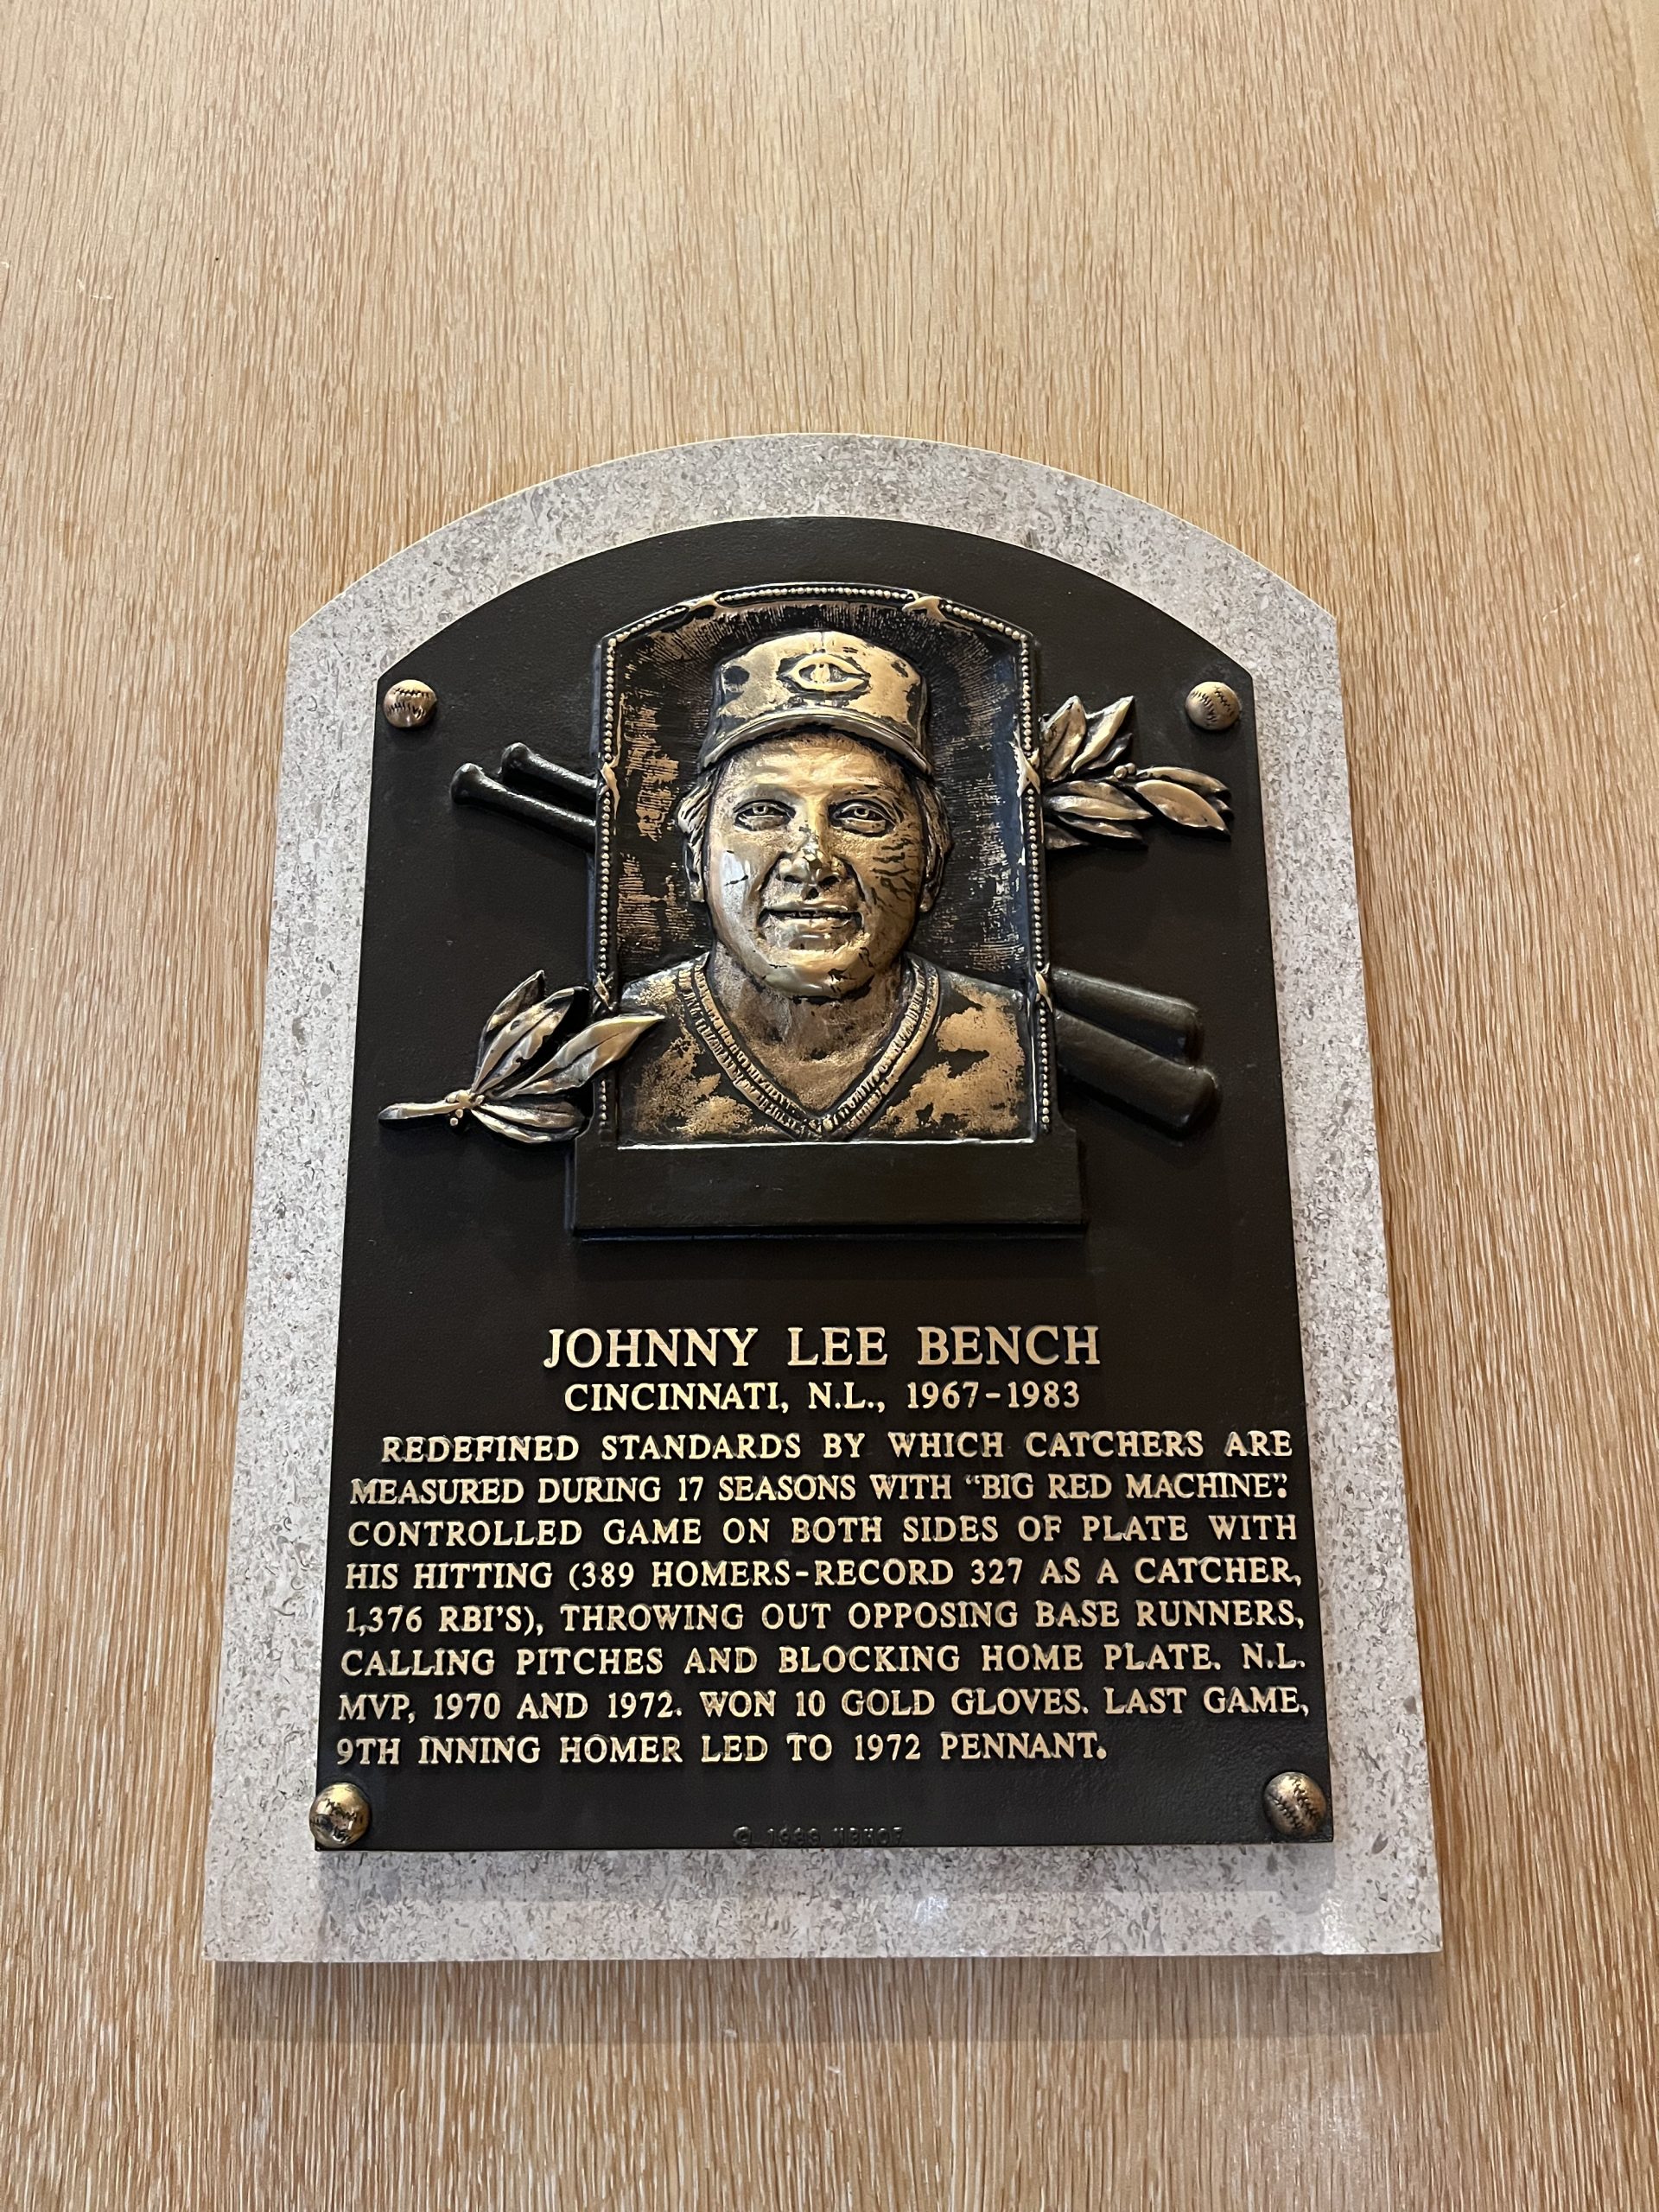 JOHNNY LEE BENCH
CINCINNATI, N.L., 1967-1983
REDEFINED STANDARDS BY WHICH CATCHERS ARE
MEASURED DURING 17 SEASONS WITH "BIG RED MACHINE".
CONTROLLED GAME ON BOTH SIDES OF PLATE WITH
HIS HITTING (389 HOMERS-RECORD 327 AS A CATCHER,
1,376 RBI'S), THROWING OUT OPPOSING BASE RUNNERS,
CALLING PITCHES AND BLOCKING HOME PLATE. N.L.
MVP, 1970 AND 1972. WON 10 GOLD GLOVES. LAST GAME,
9TH INNING HOMER LED TO 1972 PENNANT.